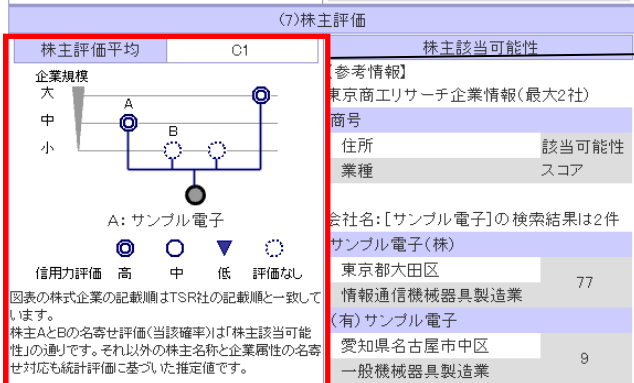 (7)株主評価
株主評価平均
C1
企業規模
大
中
小
A
B
A: サンプル電子
信用力評価 高 中 低 評価なし
図表の株式企業の記載順はTSR社の記載順と一致して
います。
株主AとBの名寄せ評価(当該確率)は「株主該当可能
性」の通りです。それ以外の株主名称と企業属性の名寄
せ対応も統計評価に基づいた推定値です。
株主該当可能性
【参考情報】
東京商工リサーチ企業情報(最大2社)
商号
住所
業種
該当可能性
スコア
会社名:[サンプル電子]の検索結果は2件
サンプル電子(株)
東京都大田区
情報通信機械器具製造業
77
(有)サンプル電子
愛知県名古屋市中区
一般機械器具製造業
9